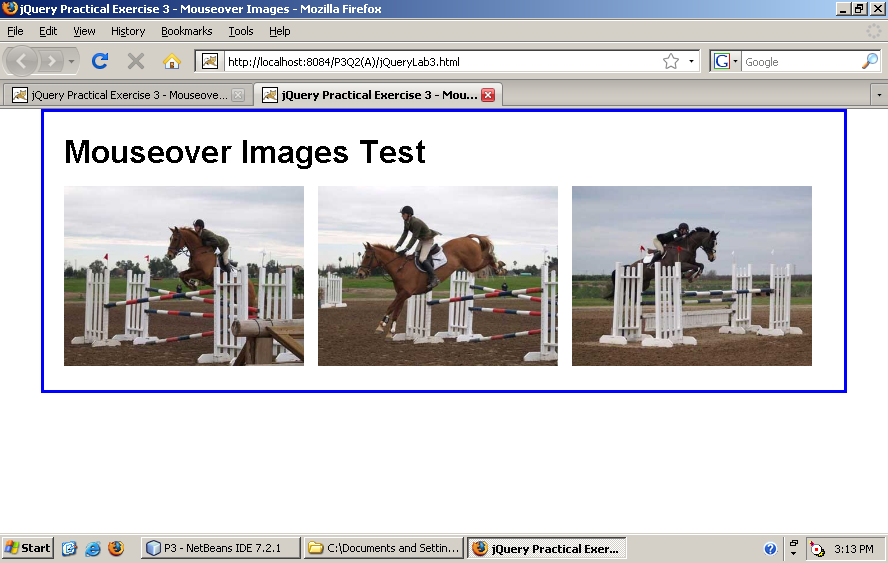 jQuery Practical Exercise 3 - Mouseover Images - Mozilla Firefox
File Edit View History Bookmarks Tools Help
http://localhost:8084/P3Q2(A)/jQueryLab3.html
G Google
jQuery Practical Exercise 3 - Mouseove...
jQuery Practical Exercise 3 - Mou...
Mouseover Images Test
Start
P3 - NetBeans IDE 7.2.1
C:\Documents and Settin...
jQuery Practical Exer...
3:13 PM